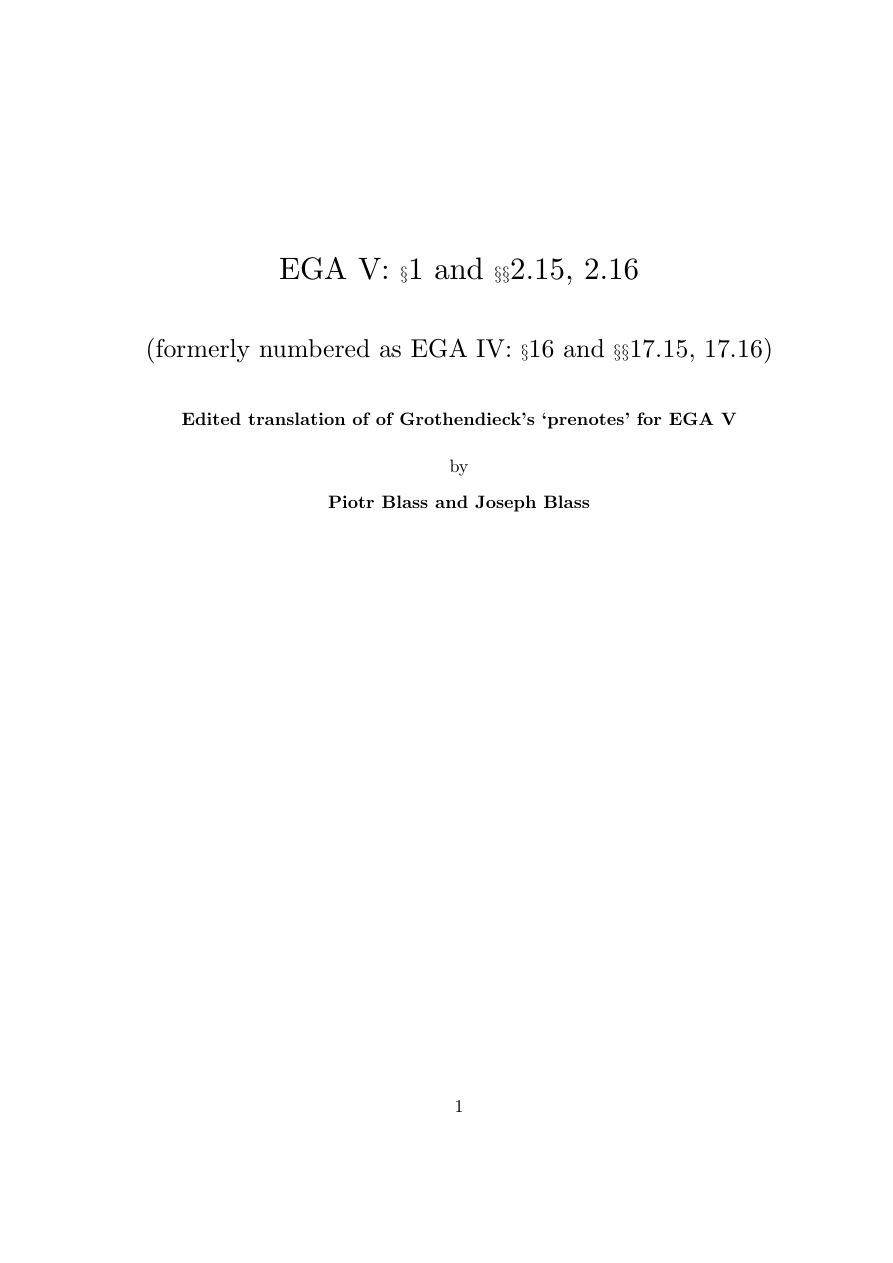 EGA V: §1 and §§2.15, 2.16
(formerly numbered as EGA IV: §16 and §§17.15, 17.16)
Edited translation of of Grothendieck’s ‘prenotes’ for EGA V
by
Piotr Blass and Joseph Blass
1